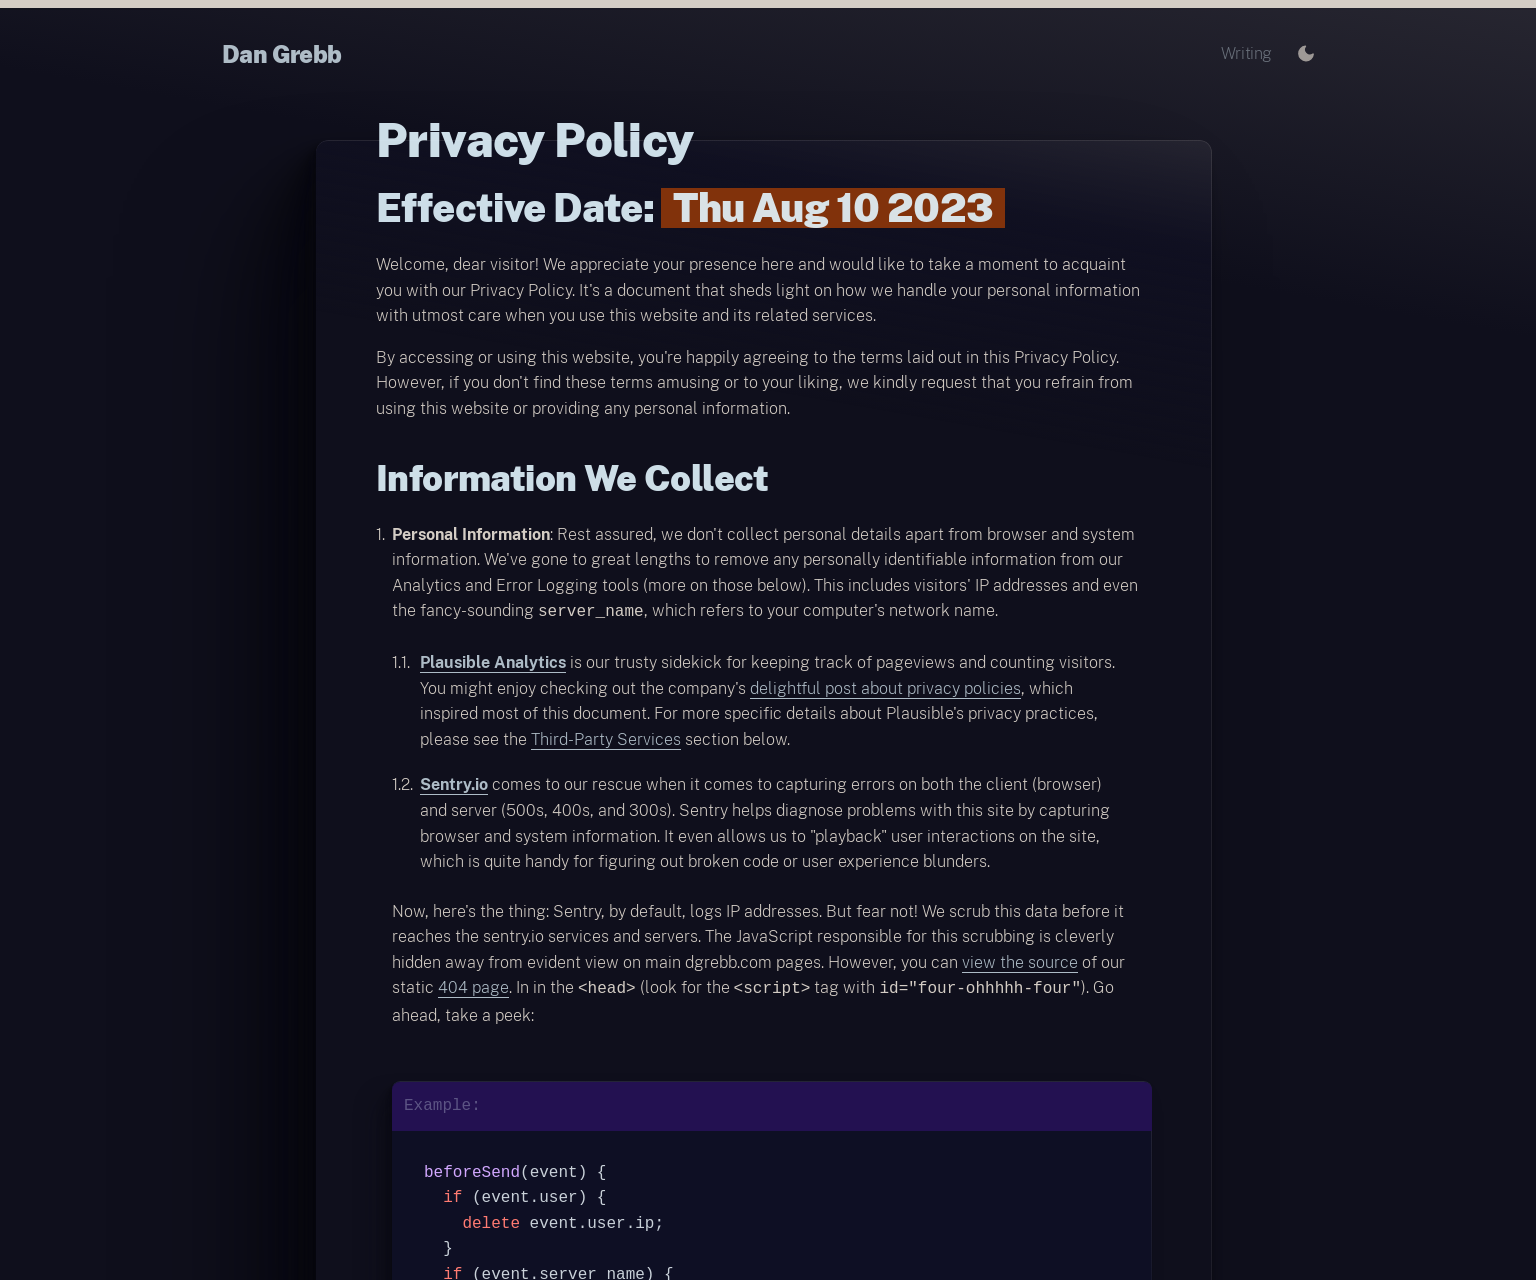 Dan Grebb
Writing
Privacy Policy
Effective Date: Thu Aug 10 2023
Welcome, dear visitor! We appreciate your presence here and would like to take a moment to acquaint
you with our Privacy Policy. It's a document that sheds light on how we handle your personal information
with utmost care when you use this website and its related services.
By accessing or using this website, you're happily agreeing to the terms laid out in this Privacy Policy.
However, if you don't find these terms amusing or to your liking, we kindly request that you refrain from
using this website or providing any personal information.
Information We Collect
1. Personal Information: Rest assured, we don't collect personal details apart from browser and system
information. We've gone to great lengths to remove any personally identifiable information from our
Analytics and Error Logging tools (more on those below). This includes visitors' IP addresses and even
the fancy-sounding server_name, which refers to your computer's network name.
1.1. Plausible Analytics is our trusty sidekick for keeping track of pageviews and counting visitors.
You might enjoy checking out the company's delightful post about privacy policies, which
inspired most of this document. For more specific details about Plausible's privacy practices,
please see the Third-Party Services section below.
1.2. Sentry.io comes to our rescue when it comes to capturing errors on both the client (browser)
and server (500s, 400s, and 300s). Sentry helps diagnose problems with this site by capturing
browser and system information. It even allows us to "playback" user interactions on the site,
which is quite handy for figuring out broken code or user experience blunders.
Now, here's the thing: Sentry, by default, logs IP addresses. But fear not! We scrub this data before it
reaches the sentry.io services and servers. The JavaScript responsible for this scrubbing is cleverly
hidden away from evident view on main dgrebb.com pages. However, you can view the source of our
static 404 page. In in the <head> (look for the <script> tag with id="four-ohhhhh-four"). Go
ahead, take a peek:
Example:
beforeSend(event) {
if (event.user) {
delete event.user.ip;
}
if (event.server_name) {